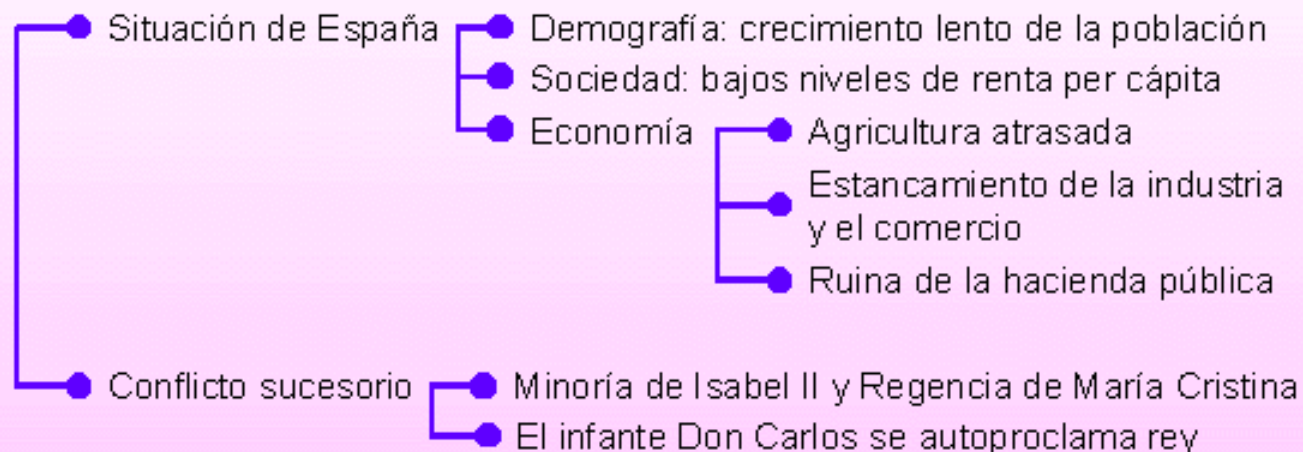 Situación de España
Demografía: crecimiento lento de la población
Sociedad: bajos niveles de renta per cápita
Economía
Agricultura atrasada
Estancamiento de la industria
y el comercio
Ruina de la hacienda pública
Conflicto sucesorio
Minoría de Isabel II y Regencia de María Cristina
El infante Don Carlos se autoproclama rey